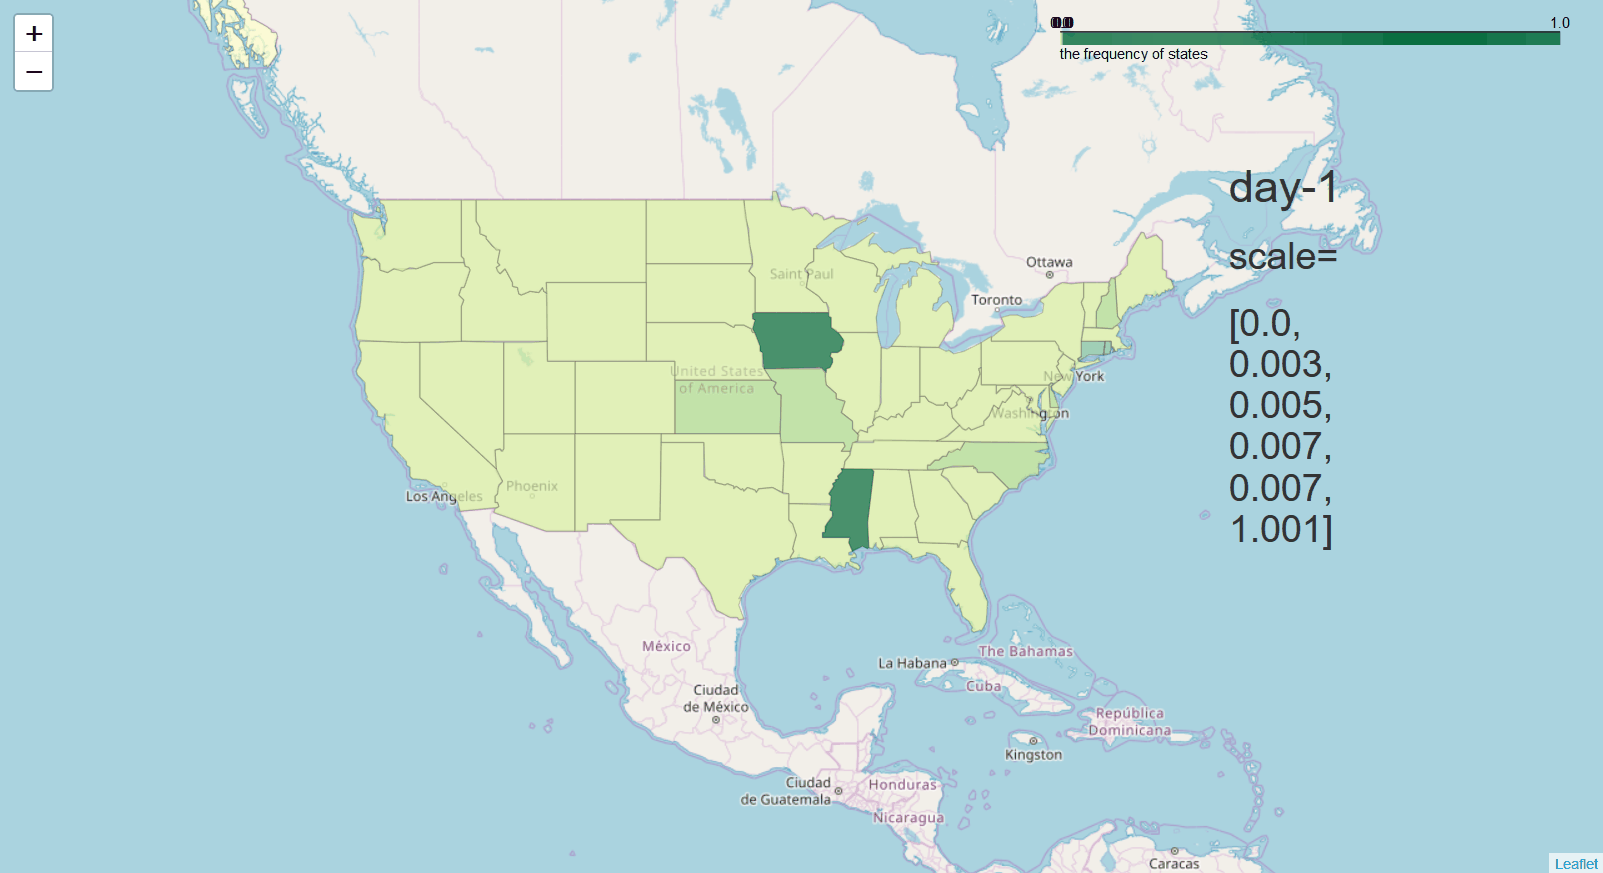 +
−
1.0
the frequency of states
day-1
scale=
[0.0,
0.003,
0.005,
0.007,
0.007,
1.001]
Ottawa
Toronto
Saint Paul
New York
United States
of America
Washington
Phoenix
Los Angeles
México
The Bahamas
La Habana
Cuba
Ciudad
de México
República
Dominicana
Kingston
Ciudad
de Guatemala
Honduras
Nicaragua
Caracas
Leaflet